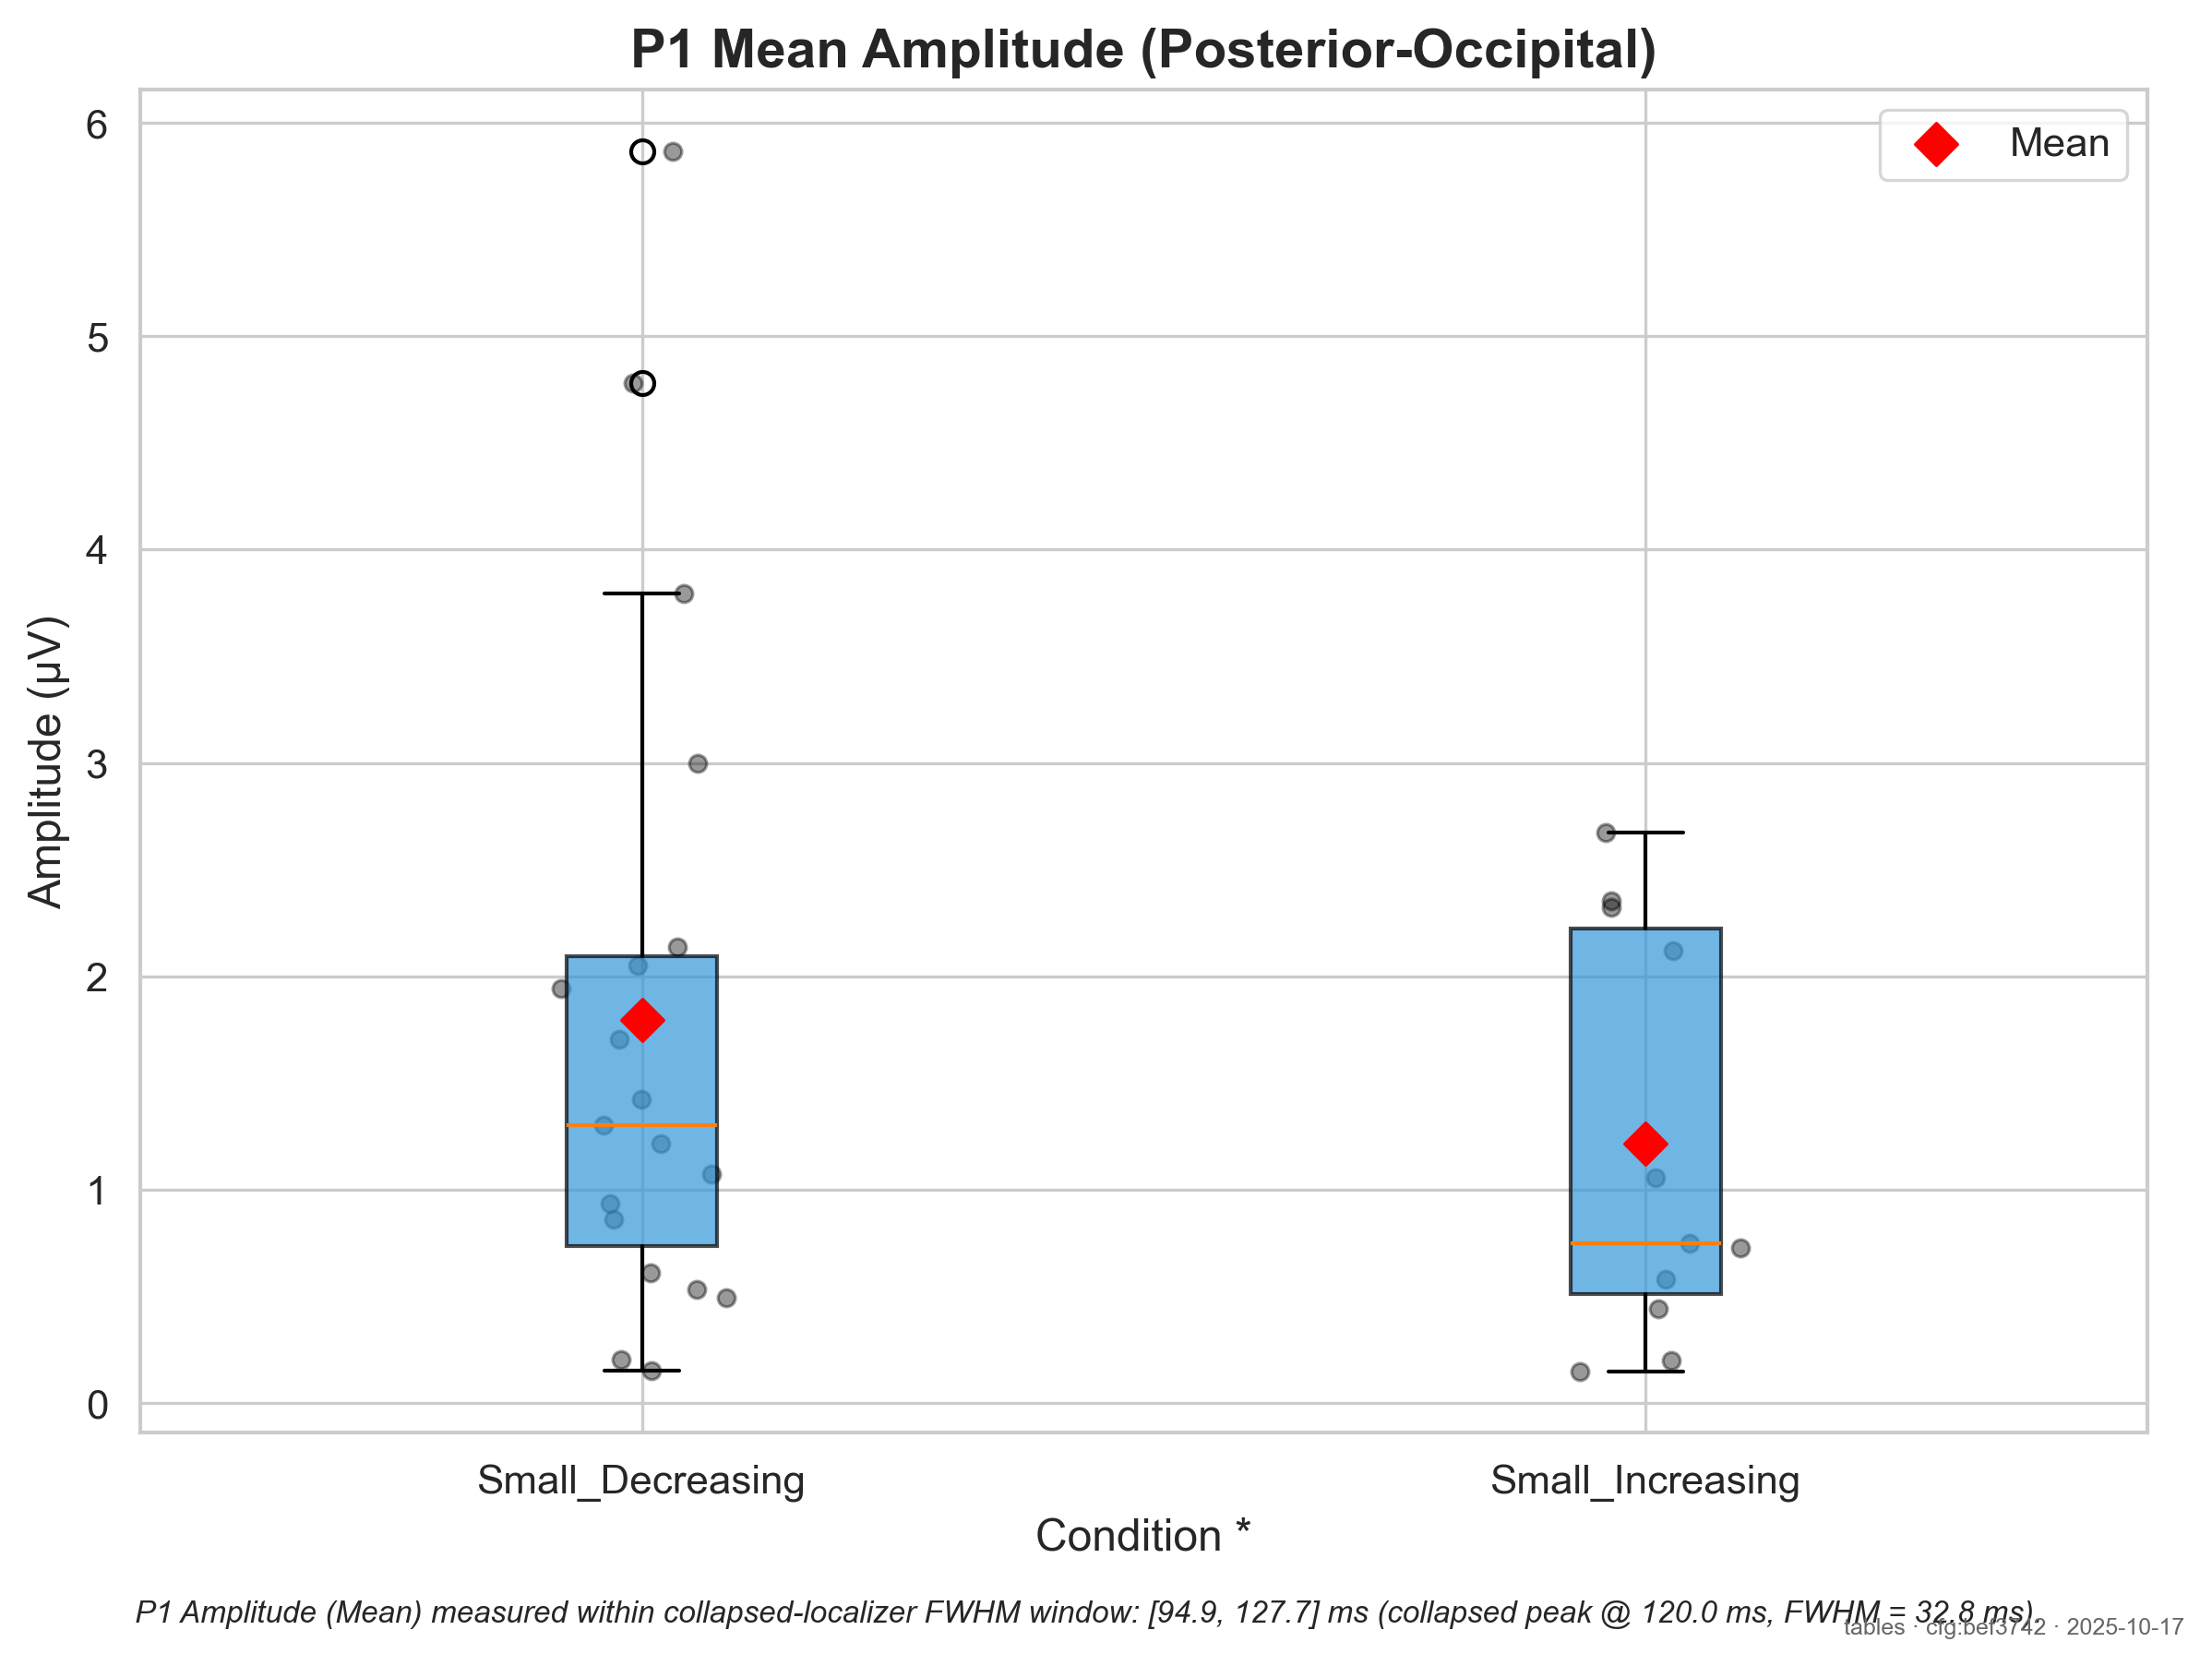 P1 Mean Amplitude (Posterior-Occipital)
Mean
6
5
4
3
2
1
0
Amplitude (µV)
Small_Decreasing
Small_Increasing
Condition *
P1 Amplitude (Mean) measured within collapsed-localizer FWHM window: [94.9, 127.7] ms (collapsed peak @ 120.0 ms, FWHM = 32.8 ms).
tables · cfg:bef3742 · 2025-10-17